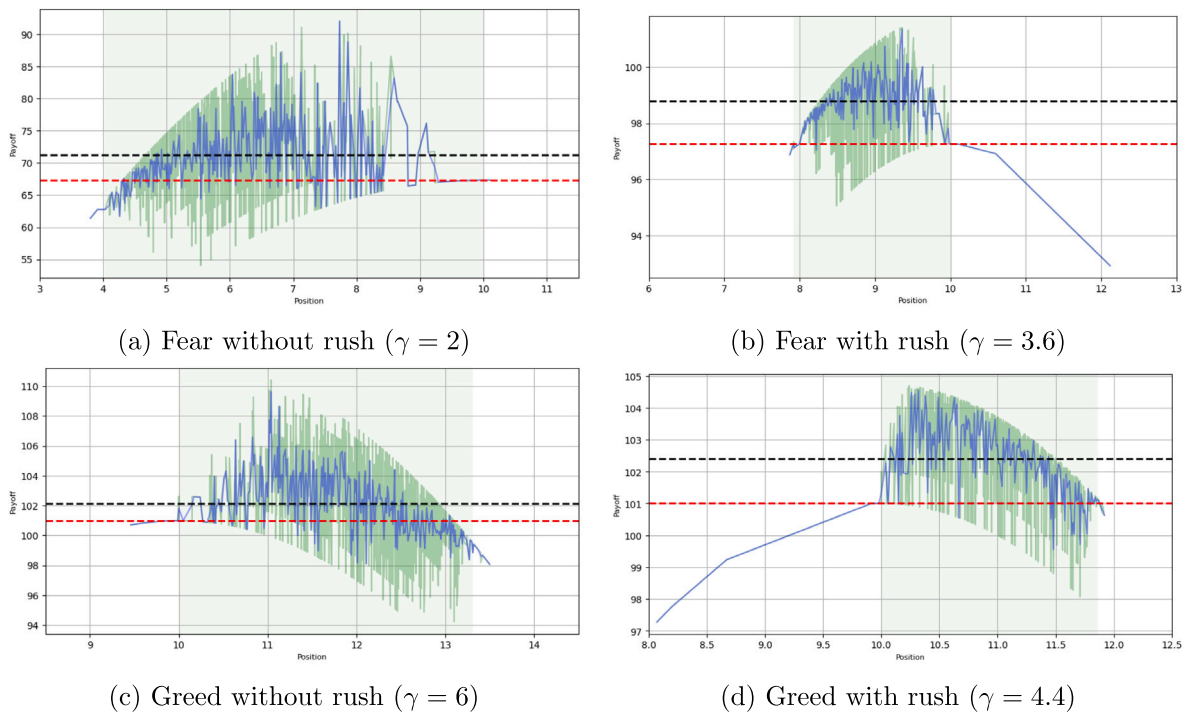 90
85
80
75
70
65
60
55
Payoff
3 4 5 6 7 8 9 10 11
Position
(a) Fear without rush (γ = 2)
100
98
96
94
Payoff
6 7 8 9 10 11 12 13
Position
(b) Fear with rush (γ = 3.6)
110
108
106
104
102
100
98
96
94
Payoff
9 10 11 12 13 14
Position
(c) Greed without rush (γ = 6)
105
104
103
102
101
100
99
98
97
Payoff
8.0 8.5 9.0 9.5 10.0 10.5 11.0 11.5 12.0 12.5
Position
(d) Greed with rush (γ = 4.4)